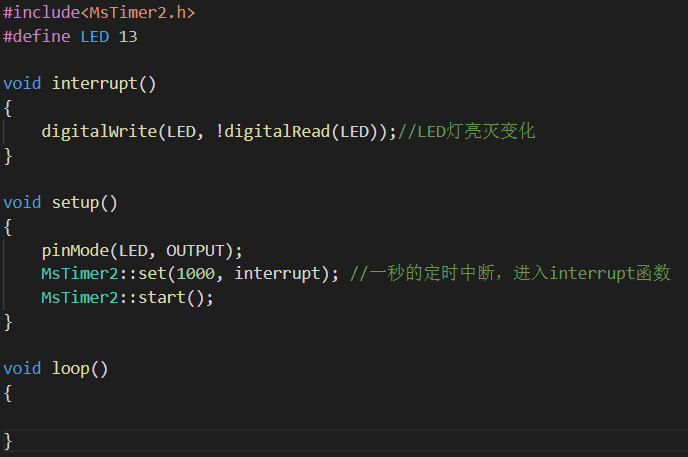 #include<MsTimer2.h>
#define LED 13
void interrupt()
{
digitalWrite(LED, !digitalRead(LED));//LED灯亮灭变化
}
void setup()
{
pinMode(LED, OUTPUT);
MsTimer2::set(1000, interrupt); //一秒的定时中断，进入interrupt函数
MsTimer2::start();
}
void loop()
{
}